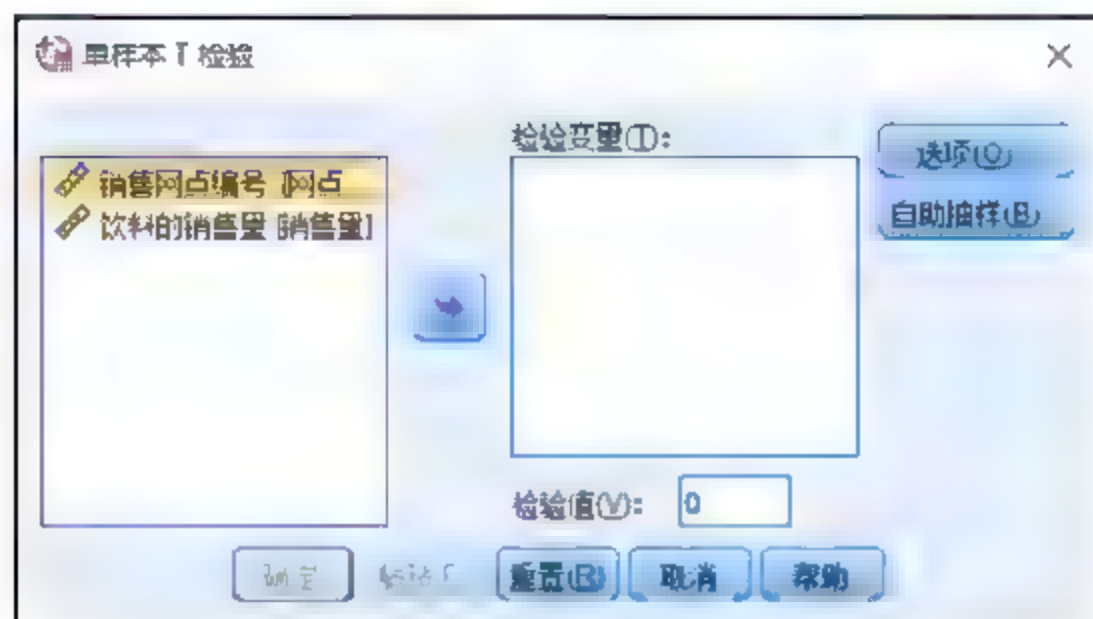 单样本 T 检验
检验变量(T):
选项(O)
销售网点编号 [网点
自助抽样(B)
饮料的销售量 [销售量]
检验值(V): 0
重置(R) 取消 帮助